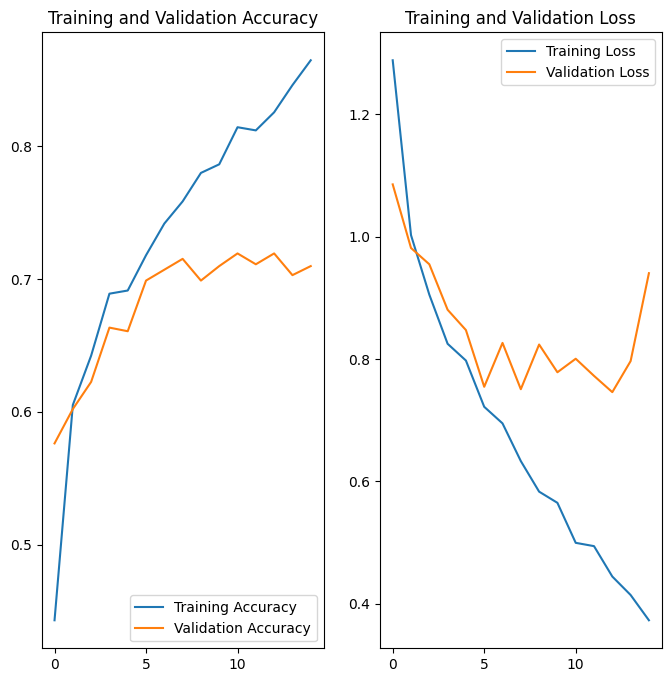 Training and Validation Accuracy
0.8
0.7
0.6
0.5
0 5 10
Training Accuracy
Validation Accuracy
Training and Validation Loss
Training Loss
Validation Loss
1.2
1.0
0.8
0.6
0.4
0 5 10